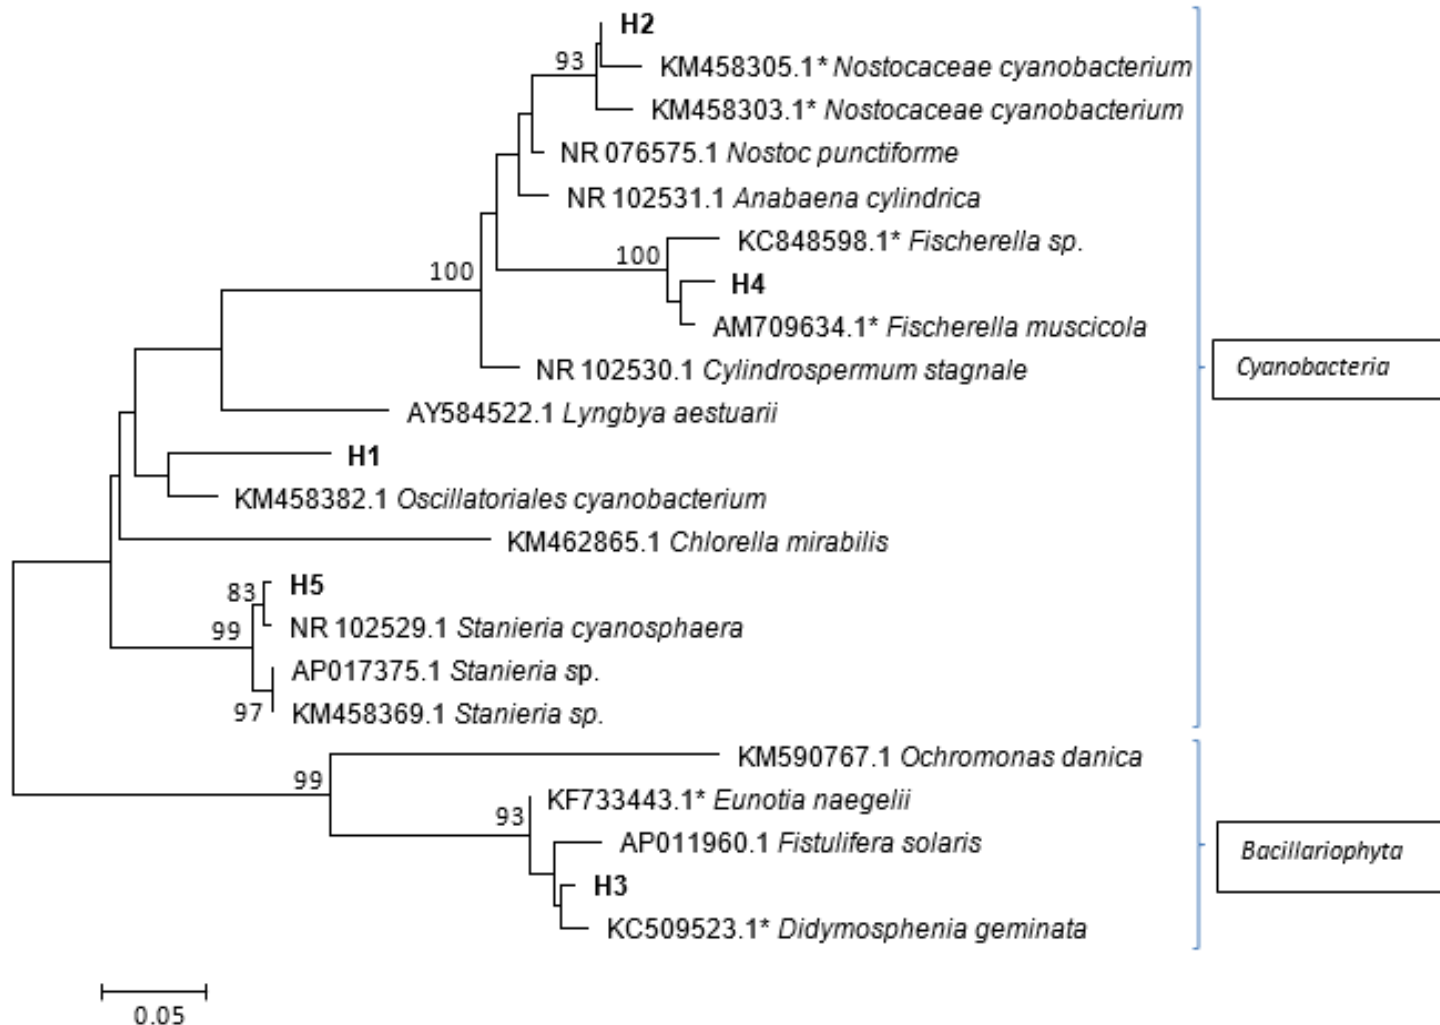 H2
93
KM458305.1* Nostocaceae cyanobacterium
KM458303.1* Nostocaceae cyanobacterium
NR 076575.1 Nostoc punctiforme
NR 102531.1 Anabaena cylindrica
KC848598.1* Fischerella sp.
100
100
H4
AM709634.1* Fischerella muscicola
NR 102530.1 Cylindrospermum stagnale
Cyanobacteria
AY584522.1 Lyngbya aestuarii
H1
KM458382.1 Oscillatoriales cyanobacterium
KM462865.1 Chlorella mirabilis
83
H5
99
NR 102529.1 Stanieria cyanosphaera
AP017375.1 Stanieria sp.
97
KM458369.1 Stanieria sp.
KM590767.1 Ochromonas danica
99
KF733443.1* Eunotia naegelii
93
AP011960.1 Fistulifera solaris
Bacillariophyta
H3
KC509523.1* Didymosphenia geminata
0.05